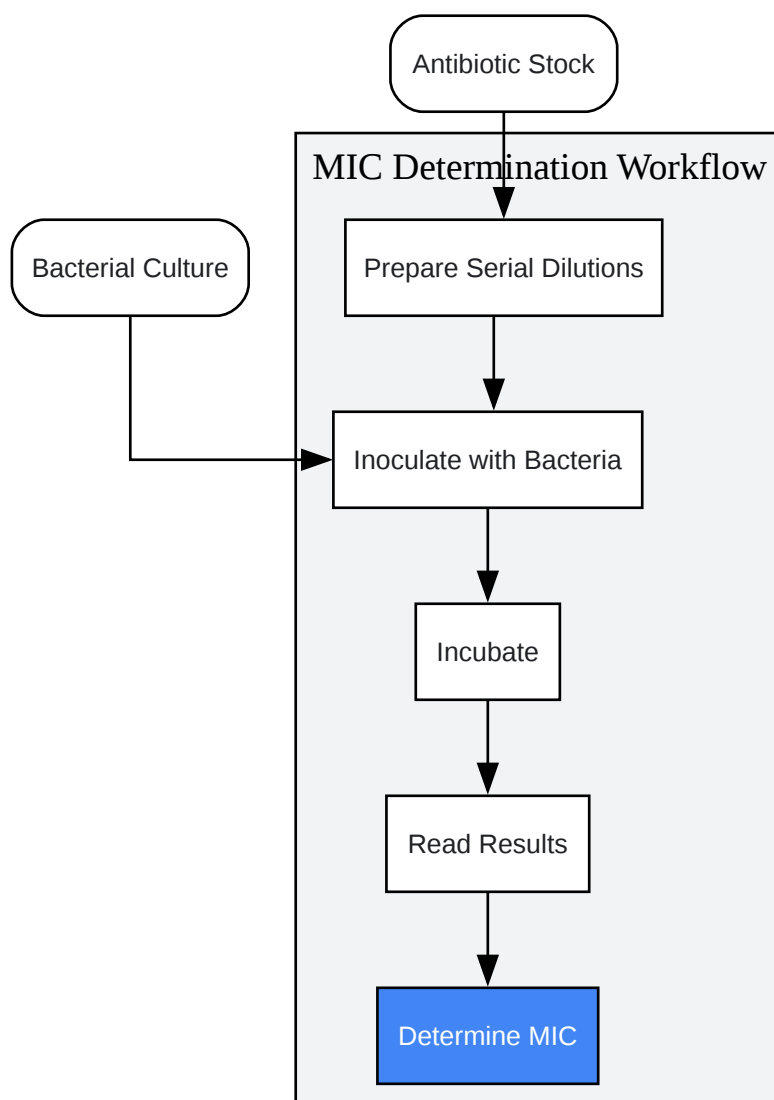 Antibiotic Stock
MIC Determination Workflow
Bacterial Culture
Prepare Serial Dilutions
Inoculate with Bacteria
Incubate
Read Results
Determine MIC